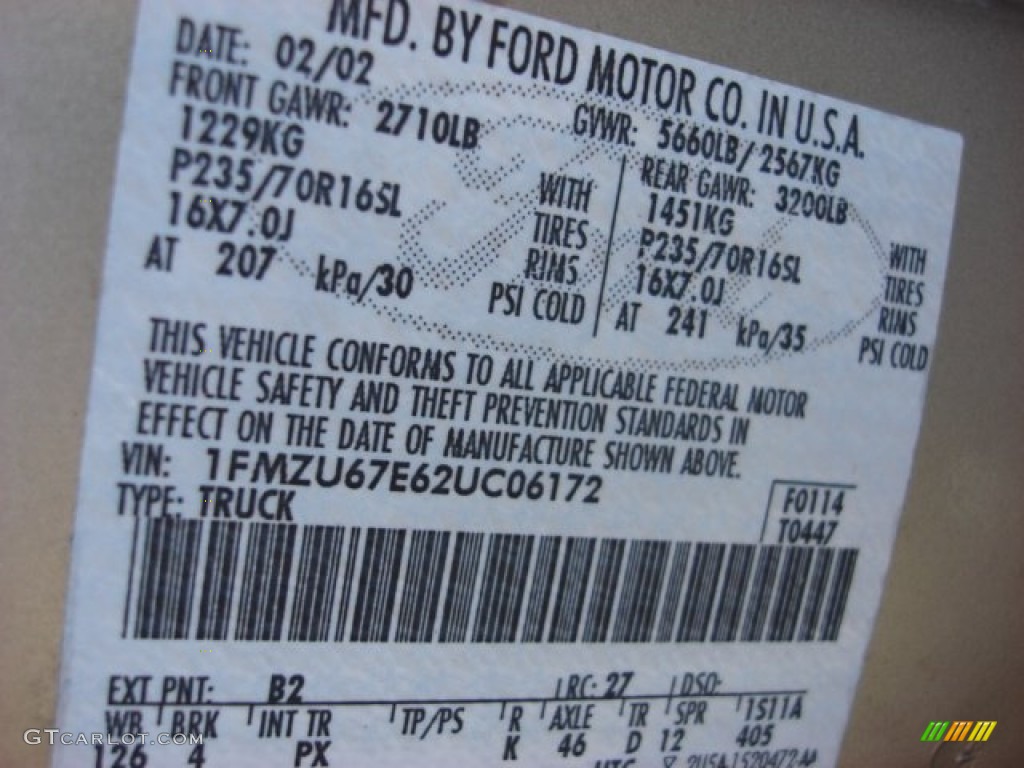 MFD. BY FORD MOTOR CO. IN U.S.A.
DATE: 02/02 GVWR: 5660LB/2567KG
FRONT GAWR: 2710LB REAR GAWR: 3200LB
1229KG WITH 1451KG WITH
P235/70R16SL TIRES P235/70R16SL TIRES
16X7.0J RIMS 16X7.0J RIMS
AT 207 kPa/30 PSI COLD AT 241 kPa/35 PSI COLD
THIS VEHICLE CONFORMS TO ALL APPLICABLE FEDERAL MOTOR
VEHICLE SAFETY AND THEFT PREVENTION STANDARDS IN
EFFECT ON THE DATE OF MANUFACTURE SHOWN ABOVE.
VIN: 1FMZU67E62UC06172
TYPE: TRUCK
F0114
T0447
EXT PNT: B2 RC: 27 DSO:
WB BRK INT TR TP/PS R AXLE TR SPR 1S11A
126 4 PX K 46 D 12 405
GTCARLOT.COM